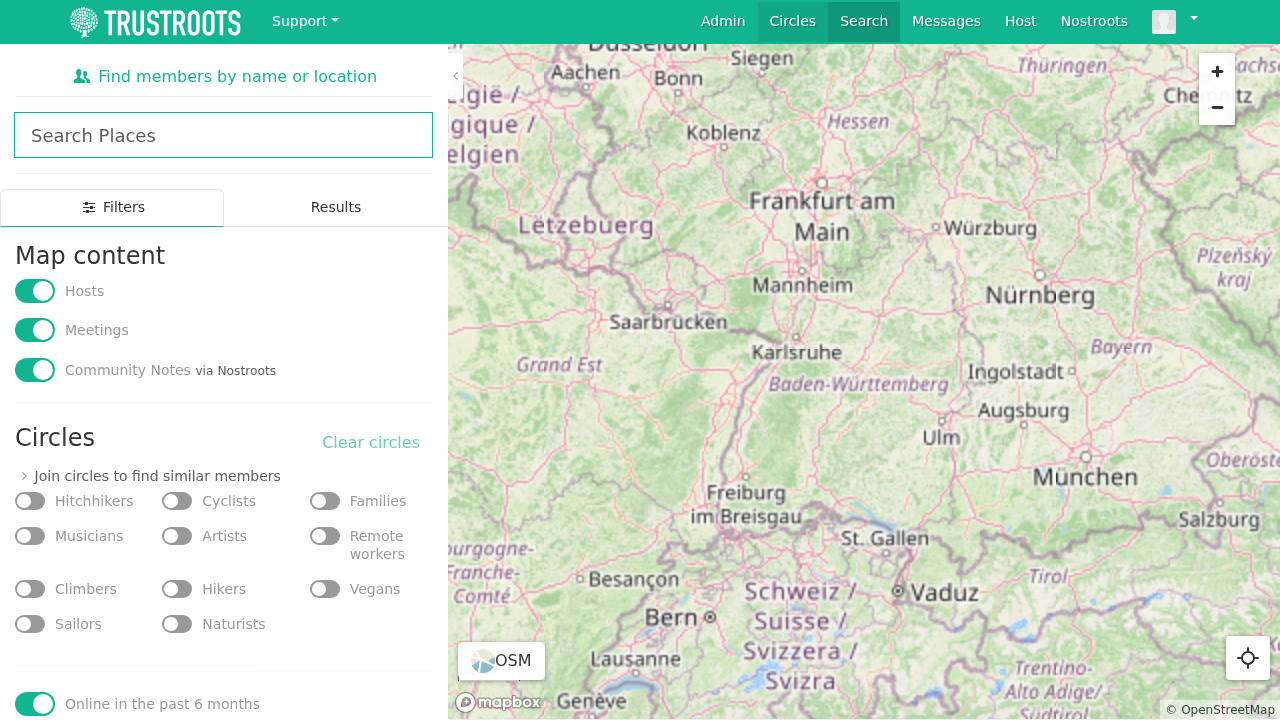 TRUSTROOTS
Support
Admin
Circles
Search
Messages
Host
Nostroots
Find members by name or location
Search Places
Filters
Results
Map content
Hosts
Meetings
Community Notes via Nostroots
Circles
Clear circles
Join circles to find similar members
Hitchhikers
Cyclists
Families
Musicians
Artists
Remote
workers
Climbers
Hikers
Vegans
Sailors
Naturists
Online in the past 6 months
Düsseldorf
Siegen
Aachen
Bonn
Thüringen
Chemnitz
Koblenz
Hessen
Frankfurt am
Main
Lëtzebuerg
Würzburg
Plzeňský
kraj
Mannheim
Nürnberg
Saarbrücken
Karlsruhe
Bayern
Grand Est
Baden-Württemberg
Ingolstadt
Augsburg
Ulm
München
Freiburg
im Breisgau
Salzburg
St. Gallen
Besançon
Schweiz /
Suisse /
Svizzera /
Svizra
Vaduz
Tirol
Bern
Franche-
Comté
Lausanne
Genève
Trentino-
Alto Adige/
Südtirol
OSM
mapbox
© OpenStreetMap